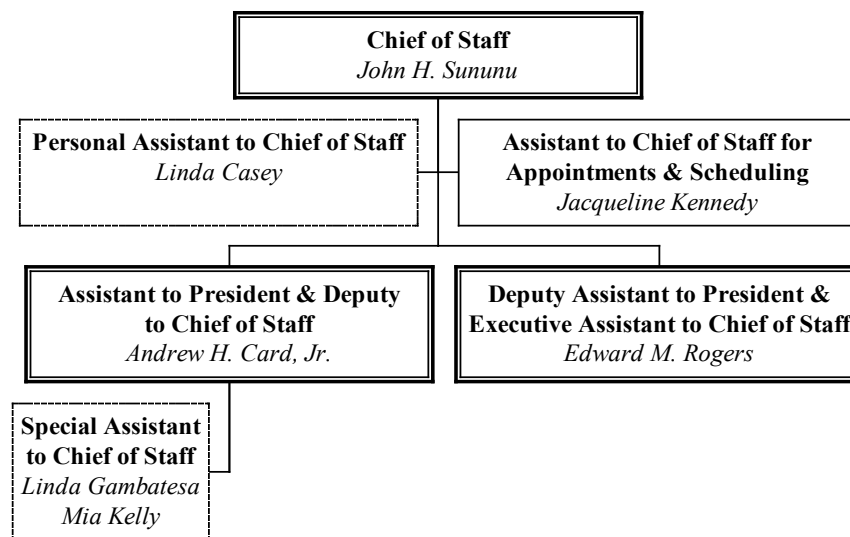 Chief of Staff
John H. Sununu
Personal Assistant to Chief of Staff
Linda Casey
Assistant to Chief of Staff for
Appointments & Scheduling
Jacqueline Kennedy
Assistant to President & Deputy
to Chief of Staff
Andrew H. Card, Jr.
Deputy Assistant to President &
Executive Assistant to Chief of Staff
Edward M. Rogers
Special Assistant
to Chief of Staff
Linda Gambatesa
Mia Kelly